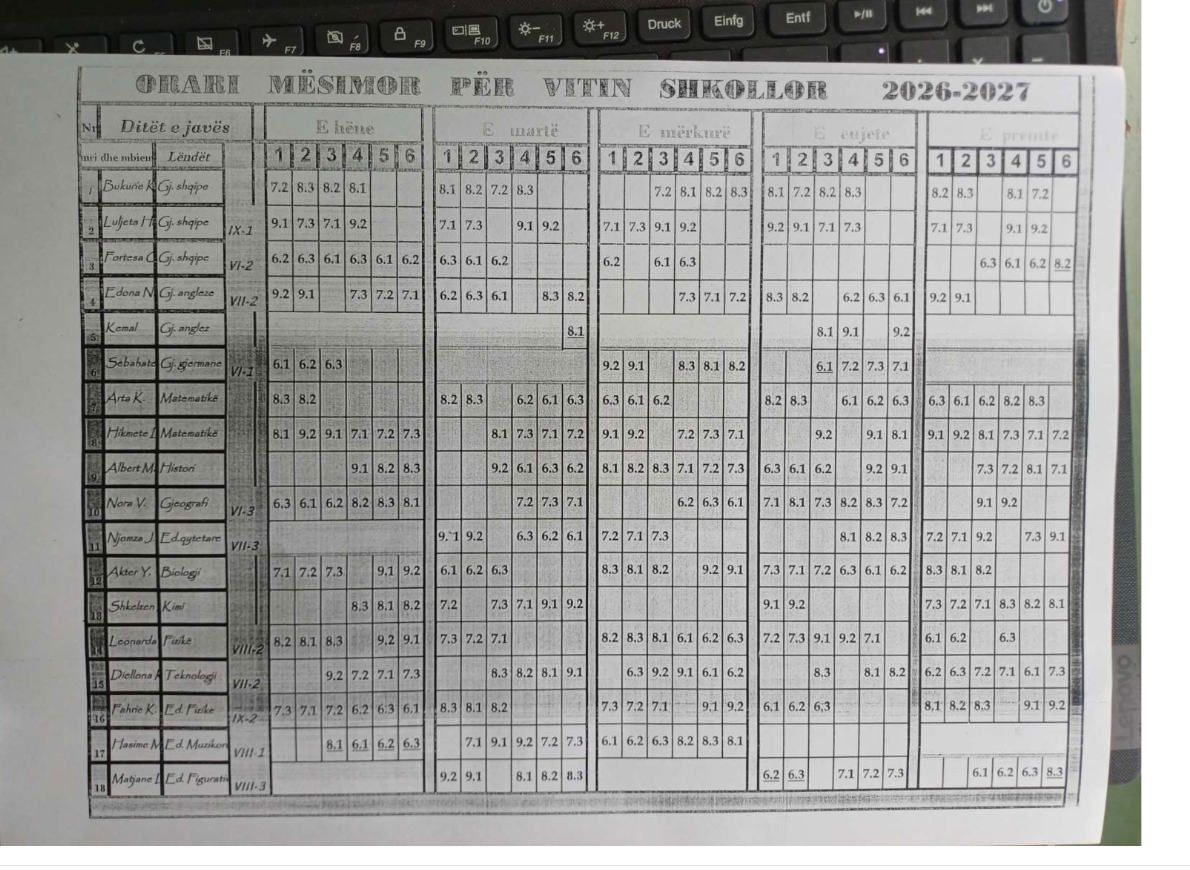 F6 F7 F8 F9 F10 F11 F12 Druck Einfg Entf
ORARI MËSIMOR PËR VITIN SHKOLLOR 2026-2027
Nr Ditët e javës E hëne E martë E mërkurë E enjete E premte
mri dhe mbiem Lëndët 1 2 3 4 5 6 1 2 3 4 5 6 1 2 3 4 5 6 1 2 3 4 5 6 1 2 3 4 5 6
1 Bukurie K Gj. shqipe 7.2 8.3 8.2 8.1 8.1 8.2 7.2 8.3 7.2 8.1 8.2 8.3 8.1 7.2 8.2 8.3 8.2 8.3 8.1 7.2
2 Luljeta H Gj. shqipe IX-1 9.1 7.3 7.1 9.2 7.1 7.3 9.1 9.2 7.1 7.3 9.1 9.2 9.2 9.1 7.1 7.3 7.1 7.3 9.1 9.2
3 Fortesa Gj. shqipe VI-2 6.2 6.3 6.1 6.3 6.1 6.2 6.3 6.1 6.2 6.2 6.1 6.3 6.3 6.1 6.2 8.2
4 Edona N Gj. angleze VII-2 9.2 9.1 7.3 7.2 7.1 6.2 6.3 6.1 8.3 8.2 7.3 7.1 7.2 8.3 8.2 6.2 6.3 6.1 9.2 9.1
5 Kemal Gj. anglez 8.1 8.1 9.1 9.2
6 Sebahate Gj. gjermane VI-1 6.1 6.2 6.3 9.2 9.1 8.3 8.1 8.2 6.1 7.2 7.3 7.1
7 Arta K. Matematikë 8.3 8.2 8.2 8.3 6.2 6.1 6.3 6.3 6.1 6.2 8.2 8.3 6.1 6.2 6.3 6.3 6.1 6.2 8.2 8.3
8 Hikmete Matematikë 8.1 9.2 9.1 7.1 7.2 7.3 8.1 7.3 7.1 7.2 9.1 9.2 7.2 7.3 7.1 9.2 9.1 8.1 9.1 9.2 8.1 7.3 7.1 7.2
9 Albert M. Histori 9.1 8.2 8.3 9.2 6.1 6.3 6.2 8.1 8.2 8.3 7.1 7.2 7.3 6.3 6.1 6.2 9.2 9.1 7.3 7.2 8.1 7.1
10 Nora V. Gjeografi VI-3 6.3 6.1 6.2 8.2 8.3 8.1 7.2 7.3 7.1 6.2 6.3 6.1 7.1 8.1 7.3 8.2 8.3 7.2 9.1 9.2
11 Njomza J Ed.qytetare VII-3 9.1 9.2 6.3 6.2 6.1 7.2 7.1 7.3 8.1 8.2 8.3 7.2 7.1 9.2 7.3 9.1
12 Akter Y. Biologji 7.1 7.2 7.3 9.1 9.2 6.1 6.2 6.3 8.3 8.1 8.2 9.2 9.1 7.3 7.1 7.2 6.3 6.1 6.2 8.3 8.1 8.2
13 Shkelzen Kimi 8.3 8.1 8.2 7.2 7.3 7.1 9.1 9.2 9.1 9.2 7.3 7.2 7.1 8.3 8.2 8.1
14 Leonarda Fizikë VIII-2 8.2 8.1 8.3 9.2 9.1 7.3 7.2 7.1 8.2 8.3 8.1 6.1 6.2 6.3 7.2 7.3 9.1 9.2 7.1 6.1 6.2 6.3
15 Diellona Teknologji VII-2 9.2 7.2 7.1 7.3 8.3 8.2 8.1 9.1 6.3 9.2 9.1 6.1 6.2 8.3 8.1 8.2 6.2 6.3 7.2 7.1 6.1 7.3
16 Fahrie K. Ed. Fizike IX-2 7.3 7.1 7.2 6.2 6.3 6.1 8.3 8.1 8.2 7.3 7.2 7.1 9.1 9.2 6.1 6.2 6.3 8.1 8.2 8.3 9.1 9.2
17 Hasime M Ed. Muzikore VIII-1 8.1 6.1 6.2 6.3 7.1 9.1 9.2 7.2 7.3 6.1 6.2 6.3 8.2 8.3 8.1
18 Matjane Ed. Figurativ VIII-3 9.2 9.1 8.1 8.2 8.3 6.2 6.3 7.1 7.2 7.3 6.1 6.2 6.3 8.3
Lenovo